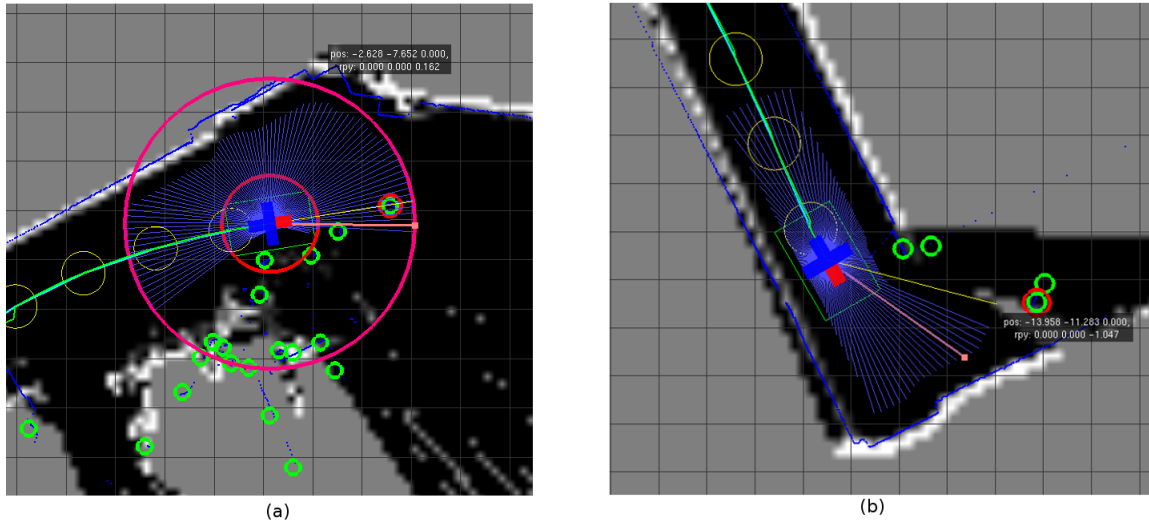 pos: -2.628 -7.652 0.000,
rpy: 0.000 0.000 0.162
pos: -13.958 -11.283 0.000,
rpy: 0.000 0.000 -1.047
(a)
(b)